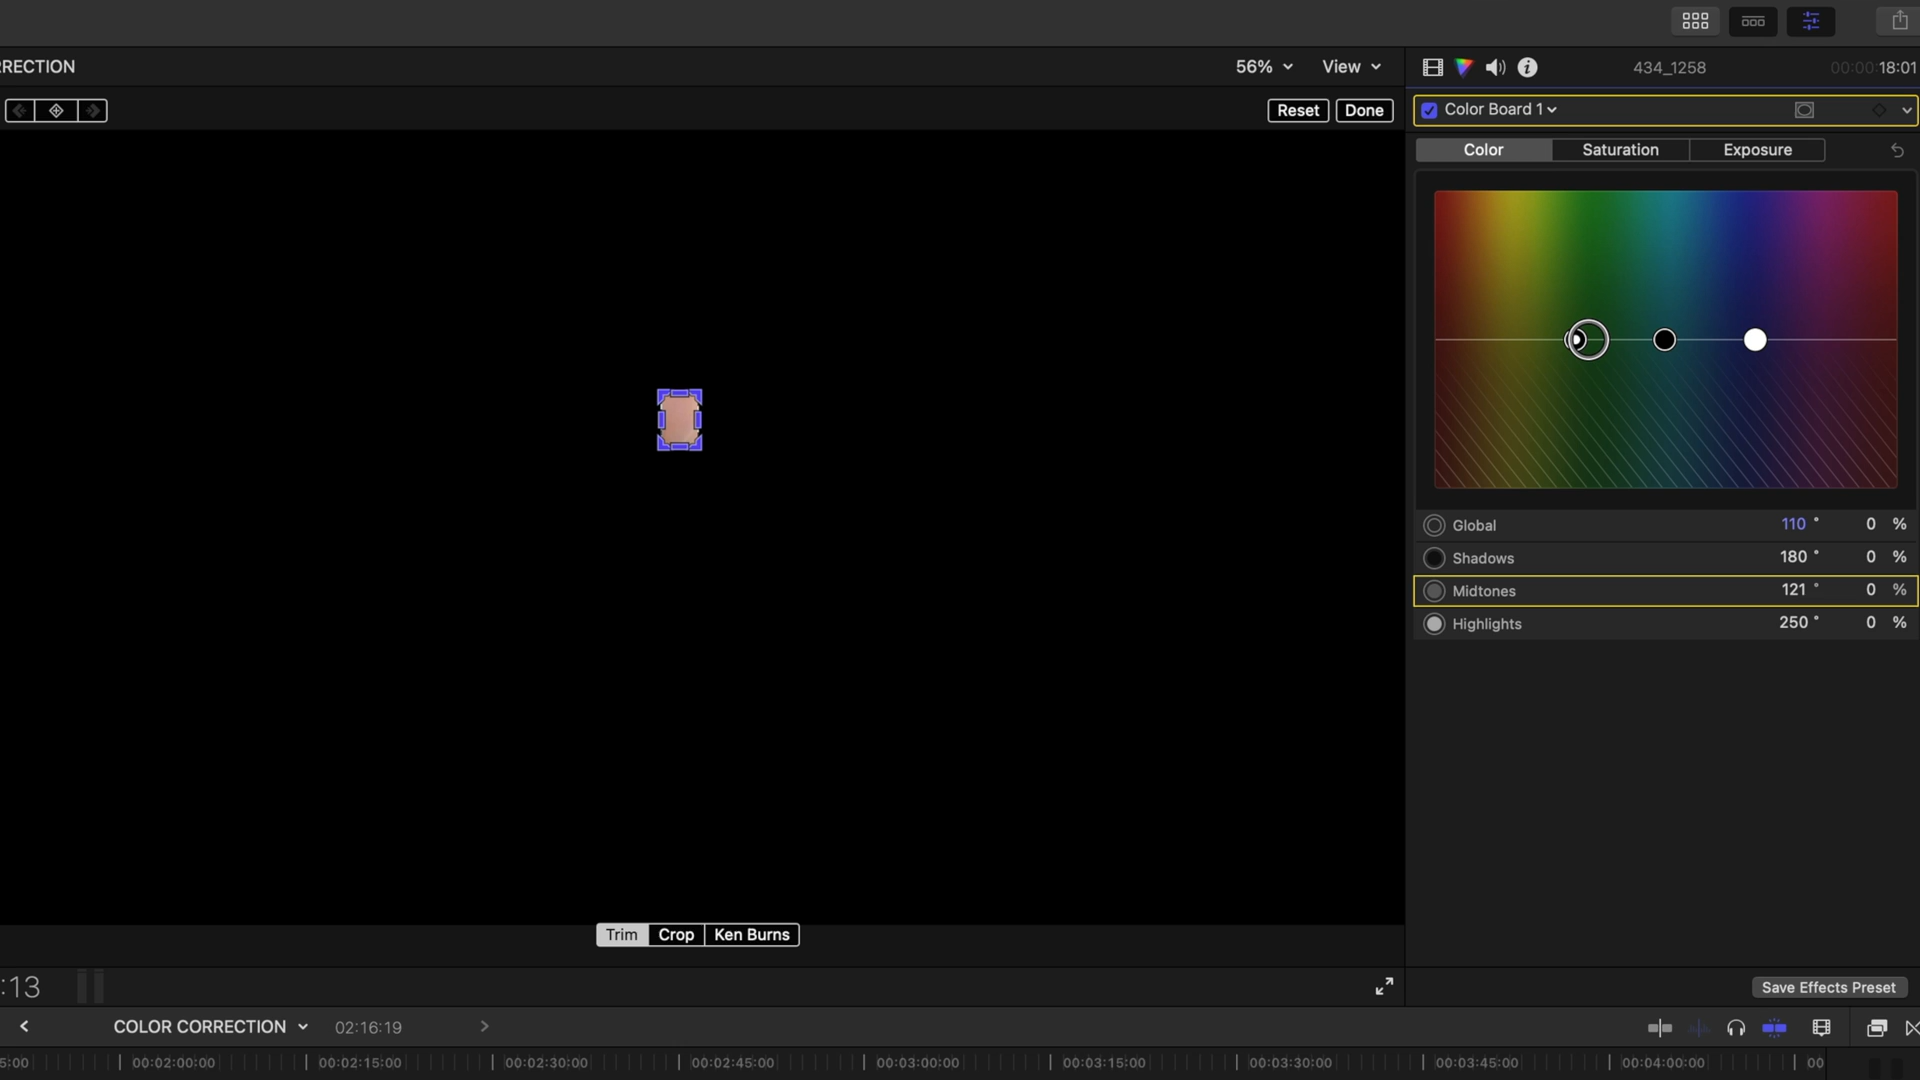 RRECTION
56%
View
434_1258
00:00:18:01
Reset
Done
Color Board 1
Color
Saturation
Exposure
Global 110 ° 0 %
Shadows 180 ° 0 %
Midtones 121 ° 0 %
Highlights 250 ° 0 %
Trim
Crop
Ken Burns
:13
Save Effects Preset
COLOR CORRECTION
02:16:19
5:00
00:02:00:00
00:02:15:00
00:02:30:00
00:02:45:00
00:03:00:00
00:03:15:00
00:03:30:00
00:03:45:00
00:04:00:00
00